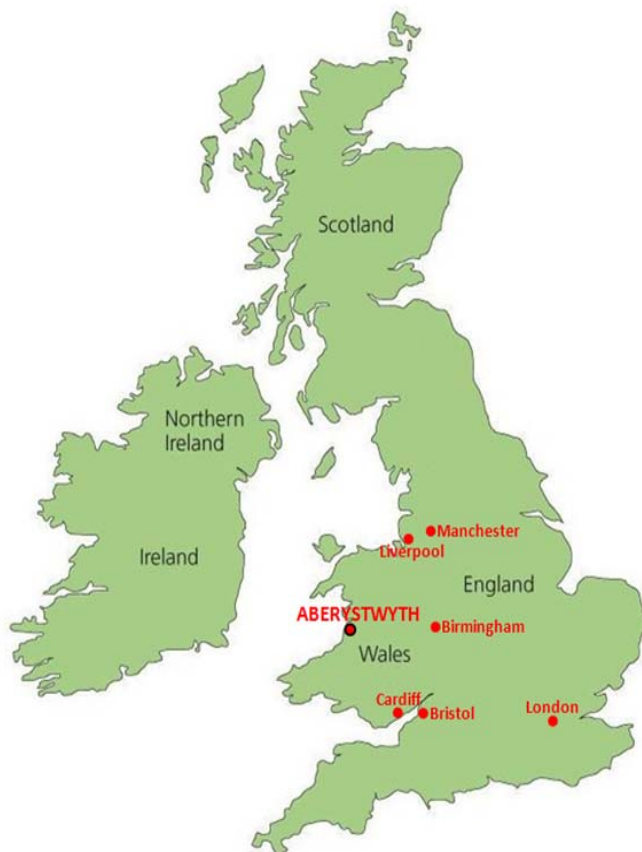 Scotland
Northern
Ireland
Manchester
Liverpool
Ireland
England
ABERYSTWYTH
Birmingham
Wales
Cardiff
Bristol
London